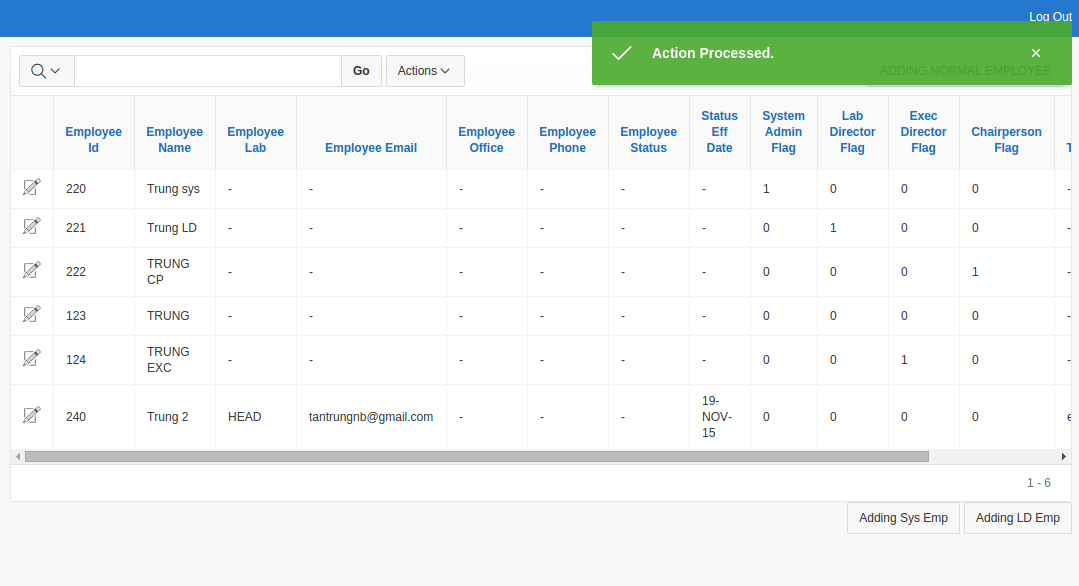 Log Out
Action Processed.
Go
Actions
ADDING NORMAL EMPLOYEE
Employee Id Employee Name Employee Lab Employee Email Employee Office Employee Phone Employee Status Status Eff Date System Admin Flag Lab Director Flag Exec Director Flag Chairperson Flag
220 Trung sys - - - - - - 1 0 0 0 -
221 Trung LD - - - - - - 0 1 0 0 -
222 TRUNG CP - - - - - - 0 0 0 1 -
123 TRUNG - - - - - - 0 0 0 0 -
124 TRUNG EXC - - - - - - 0 0 1 0 -
240 Trung 2 HEAD tantrungnb@gmail.com - - - 19-NOV-15 0 0 0 0
1 - 6
Adding Sys Emp
Adding LD Emp